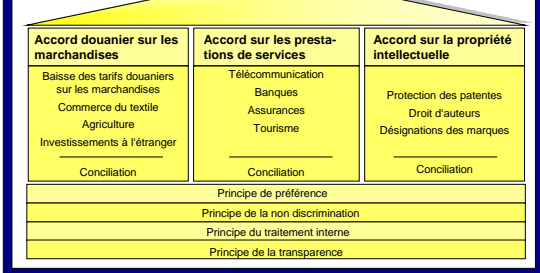 Accord douanier sur les
marchandises
Baisse des tarifs douaniers
sur les marchandises
Commerce du textile
Agriculture
Investissements à l'étranger
Conciliation
Accord sur les presta-
tions de services
Télécommunication
Banques
Assurances
Tourisme
Conciliation
Accord sur la propriété
intellectuelle
Protection des patentes
Droit d'auteurs
Désignations des marques
Conciliation
Principe de préférence
Principe de la non discrimination
Principe du traitement interne
Principe de la transparence